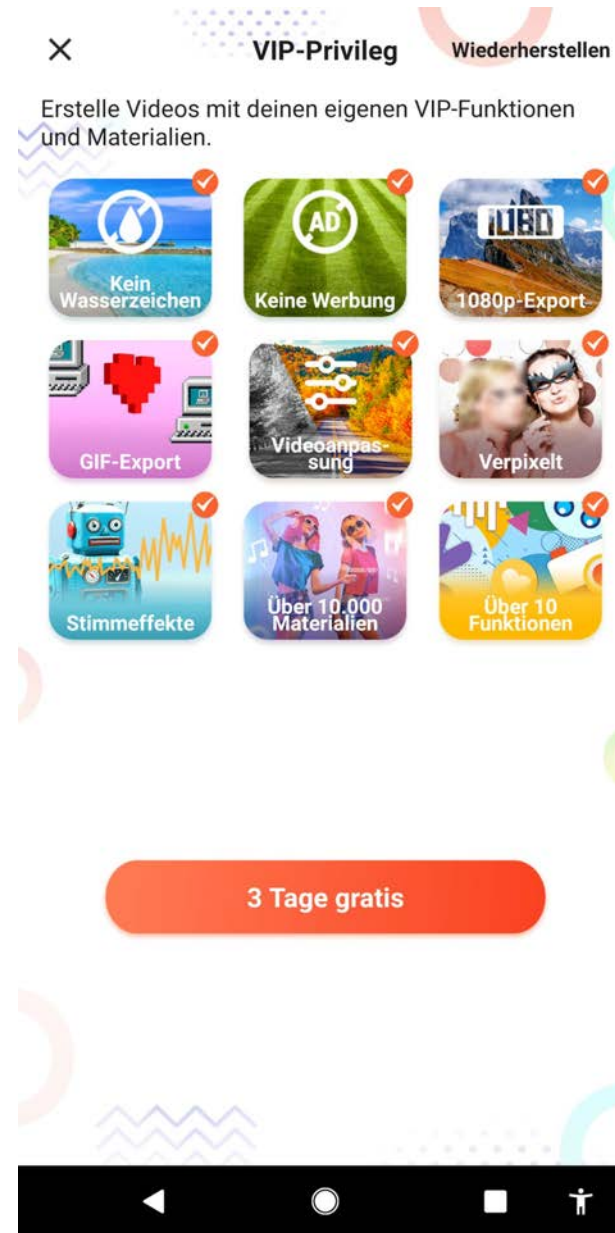 VIP-Privileg
Wiederherstellen
Erstelle Videos mit deinen eigenen VIP-Funktionen
und Materialien.
Kein
Wasserzeichen
AD
Keine Werbung
1080
1080p-Export
GIF-Export
Videoanpas-
sung
Verpixelt
Stimmeffekte
Über 10.000
Materialien
Über 10
Funktionen
3 Tage gratis